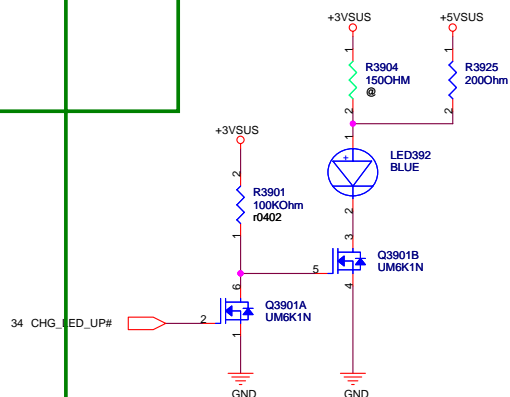 +3VSUS
+5VSUS
1
1
R3904
150OHM
@
R3925
200Ohm
2
2
+3VSUS
1
LED392
BLUE
+
2
R3901
100KOhm
r0402
2
1
3
Q3901B
UM6K1N
5
6
4
Q3901A
UM6K1N
34 CHG_LED_UP#
2
1
GND
GND